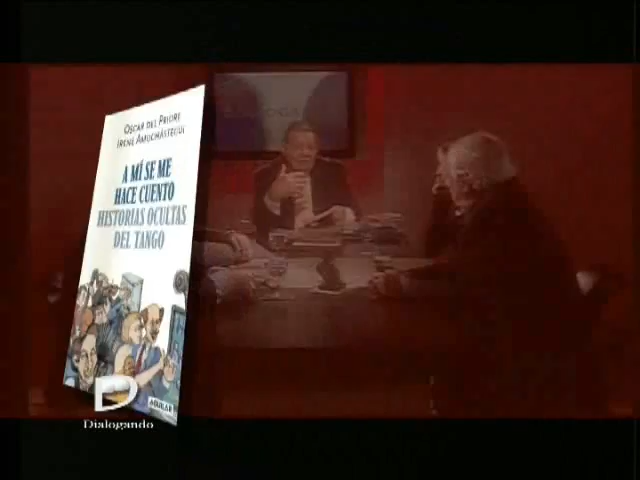 OSCAR DEL PRIORE
IRENE AMUCHÁSTEGUI
A MÍ SE ME
HACE CUENTO
HISTORIAS OCULTAS
DEL TANGO
AGUILAR
D
Dialogando